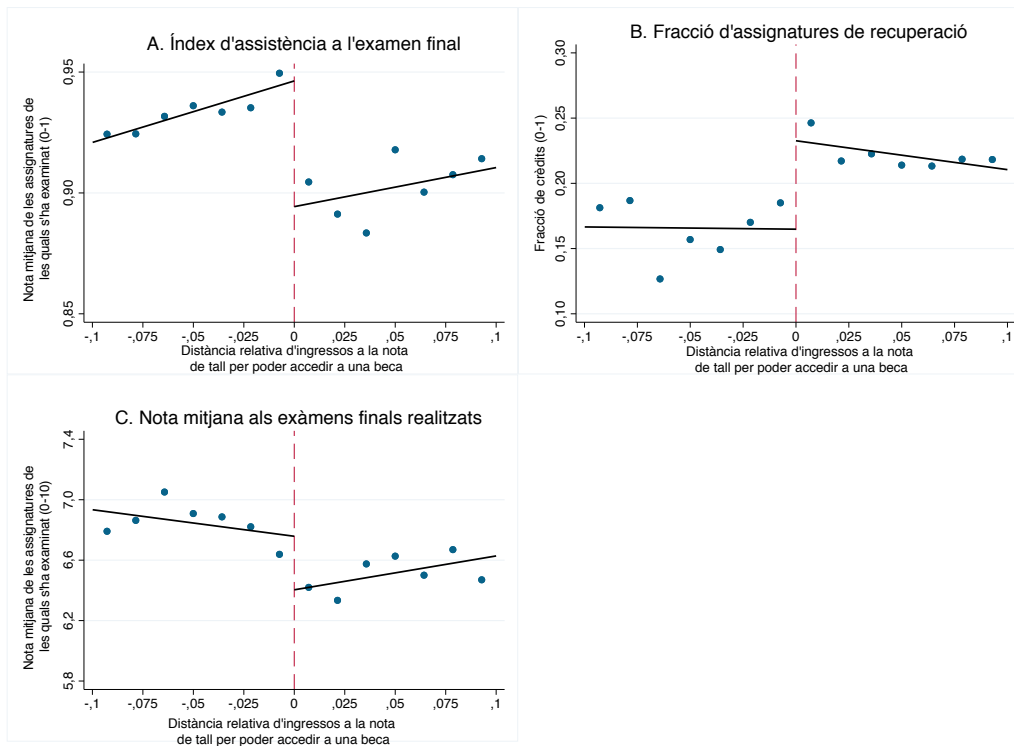 A. Índex d'assistència a l'examen final
Nota mitjana de les assignatures de
les quals s'ha examinat (0-1)
0,95
0,90
0,85
-,1 -,075 -,05 -,025 0 ,025 ,05 ,075 ,1
Distància relativa d'ingressos a la nota
de tall per poder accedir a una beca
B. Fracció d'assignatures de recuperació
Fracció de crèdits (0-1)
0,30
0,25
0,20
0,15
0,10
-,1 -,075 -,05 -,025 0 ,025 ,05 ,075 ,1
Distància relativa d'ingressos a la nota
de tall per poder accedir a una beca
C. Nota mitjana als exàmens finals realitzats
Nota mitjana de les assignatures de
les quals s'ha examinat (0-10)
7,4
7,0
6,6
6,2
5,8
-,1 -,075 -,05 -,025 0 ,025 ,05 ,075 ,1
Distància relativa d'ingressos a la nota
de tall per poder accedir a una beca